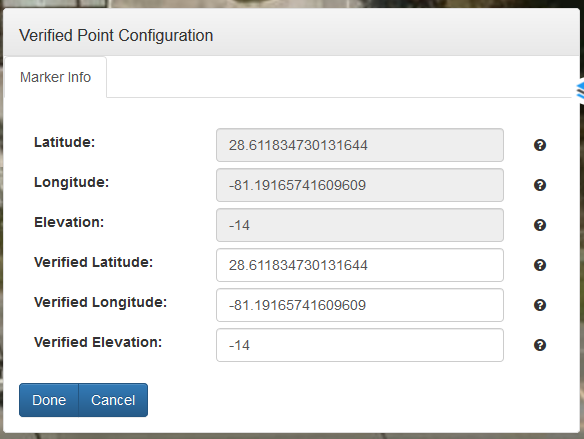 Verified Point Configuration
Marker Info
Latitude: 28.611834730131644
Longitude: -81.19165741609609
Elevation: -14
Verified Latitude: 28.611834730131644
Verified Longitude: -81.19165741609609
Verified Elevation: -14
Done Cancel